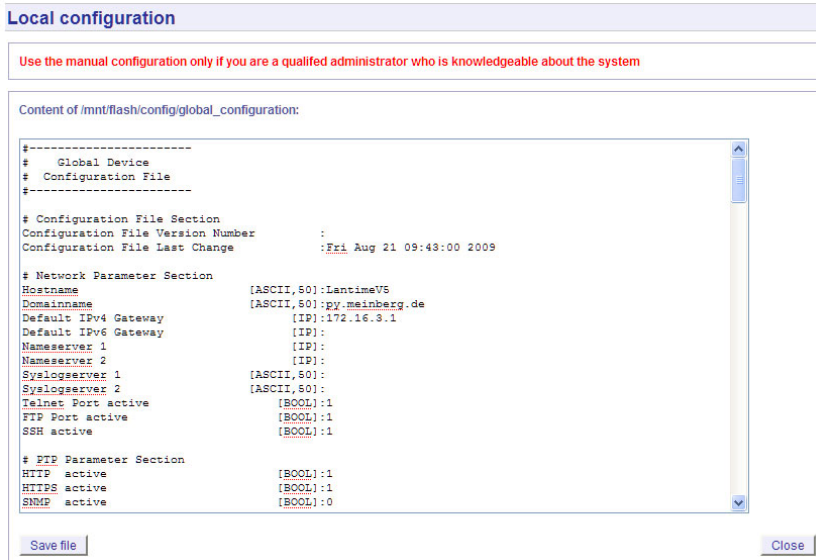 Local configuration
Use the manual configuration only if you are a qualifed administrator who is knowledgeable about the system
Content of /mnt/flash/config/global_configuration:
#-----------------------
#    Global Device
#  Configuration File
#-----------------------
# Configuration File Section
Configuration File Version Number        :
Configuration File Last Change           :Fri Aug 21 09:43:00 2009
# Network Parameter Section
Hostname                       [ASCII,50]:LantimeV5
Domainname                     [ASCII,50]:py.meinberg.de
Default IPv4 Gateway                 [IP]:172.16.3.1
Default IPv6 Gateway                 [IP]:
Nameserver 1                         [IP]:
Nameserver 2                         [IP]:
Syslogserver 1                 [ASCII,50]:
Syslogserver 2                 [ASCII,50]:
Telnet Port active                 [BOOL]:1
FTP Port active                    [BOOL]:1
SSH active                         [BOOL]:1
# PTP Parameter Section
HTTP  active                       [BOOL]:1
HTTPS active                       [BOOL]:1
SNMP  active                       [BOOL]:0
Save file
Close